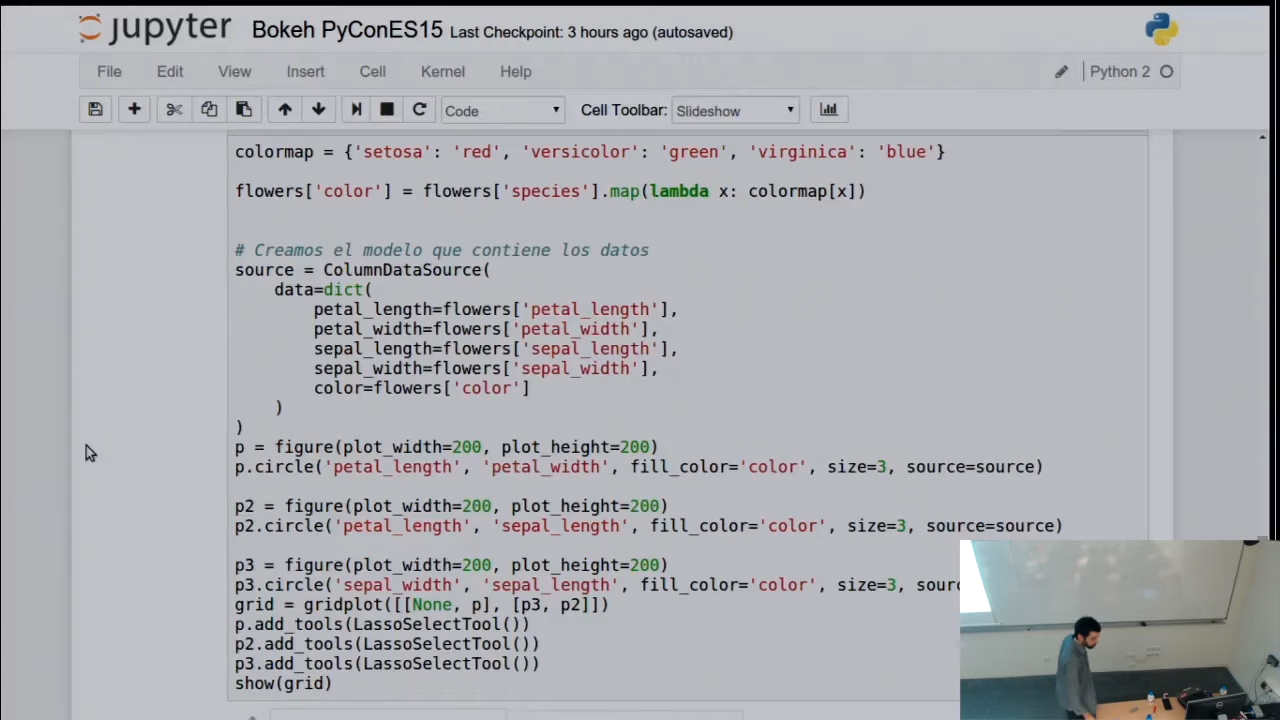 jupyter Bokeh PyConES15 Last Checkpoint: 3 hours ago (autosaved)
File Edit View Insert Cell Kernel Help Python 2
Code Cell Toolbar: Slideshow
colormap = {'setosa': 'red', 'versicolor': 'green', 'virginica': 'blue'}
flowers['color'] = flowers['species'].map(lambda x: colormap[x])
# Creamos el modelo que contiene los datos
source = ColumnDataSource(
data=dict(
petal_length=flowers['petal_length'],
petal_width=flowers['petal_width'],
sepal_length=flowers['sepal_length'],
sepal_width=flowers['sepal_width'],
color=flowers['color']
)
)
p = figure(plot_width=200, plot_height=200)
p.circle('petal_length', 'petal_width', fill_color='color', size=3, source=source)
p2 = figure(plot_width=200, plot_height=200)
p2.circle('petal_length', 'sepal_length', fill_color='color', size=3, source=source)
p3 = figure(plot_width=200, plot_height=200)
p3.circle('sepal_width', 'sepal_length', fill_color='color', size=3, sourc
grid = gridplot([[None, p], [p3, p2]])
p.add_tools(LassoSelectTool())
p2.add_tools(LassoSelectTool())
p3.add_tools(LassoSelectTool())
show(grid)